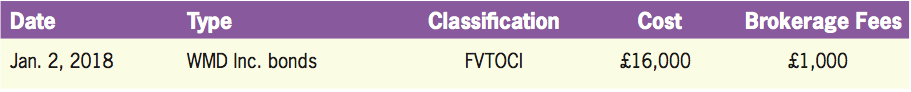 Date Type Classification Cost Brokerage Fees
Jan. 2, 2018 WMD Inc. bonds FVTOCI £16,000 £1,000